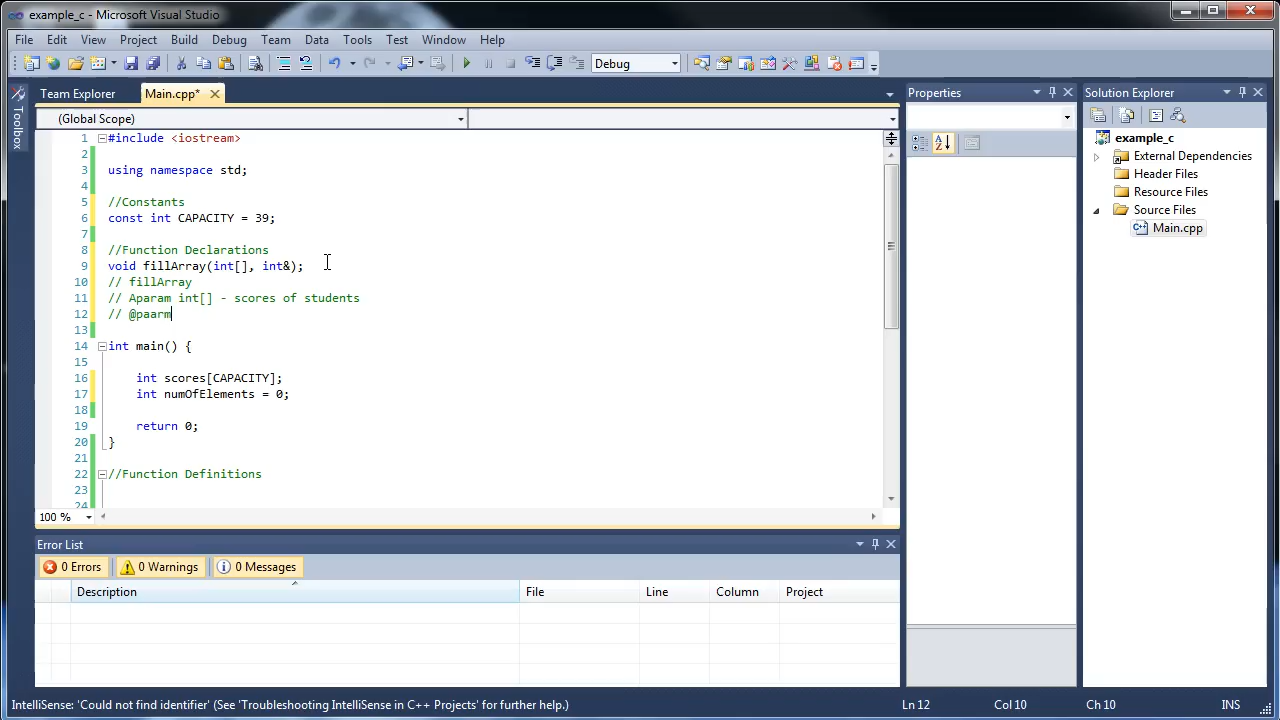 example_c - Microsoft Visual Studio
File Edit View Project Build Debug Team Data Tools Test Window Help
Debug
Team Explorer Main.cpp*
Toolbox
(Global Scope)
1 #include <iostream>
2
3 using namespace std;
4
5 //Constants
6 const int CAPACITY = 39;
7
8 //Function Declarations
9 void fillArray(int[], int&);
10 // fillArray
11 // Aparam int[] - scores of students
12 // @paarm
13
14 int main() {
15
16 int scores[CAPACITY];
17 int numOfElements = 0;
18
19 return 0;
20 }
21
22 //Function Definitions
23
24
100 %
Error List
0 Errors 0 Warnings 0 Messages
Description File Line Column Project
Properties
Solution Explorer
example_c
External Dependencies
Header Files
Resource Files
Source Files
Main.cpp
IntelliSense: 'Could not find identifier' (See 'Troubleshooting IntelliSense in C++ Projects' for further help.) Ln 12 Col 10 Ch 10 INS